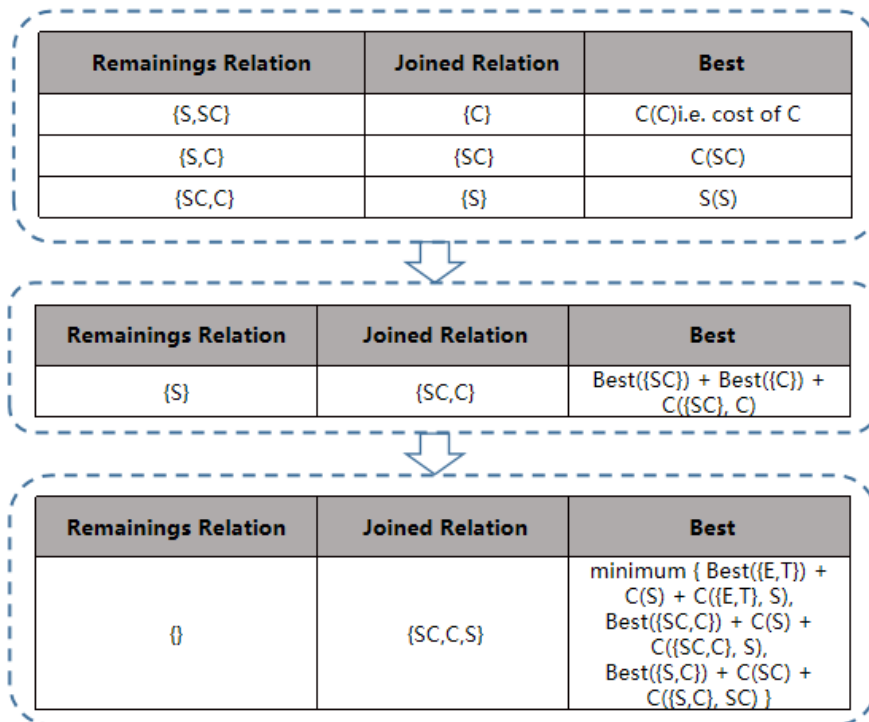 Remainings Relation Joined Relation Best
{S,SC} {C} C(C)i.e. cost of C
{S,C} {SC} C(SC)
{SC,C} {S} S(S)
Remainings Relation Joined Relation Best
{S} {SC,C} Best({SC}) + Best({C}) +
C({SC}, C)
Remainings Relation Joined Relation Best
{} {SC,C,S} minimum { Best({E,T}) +
C(S) + C({E,T}, S),
Best({SC,C}) + C(S) +
C({SC,C}, S),
Best({S,C}) + C(SC) +
C({S,C}, SC) }